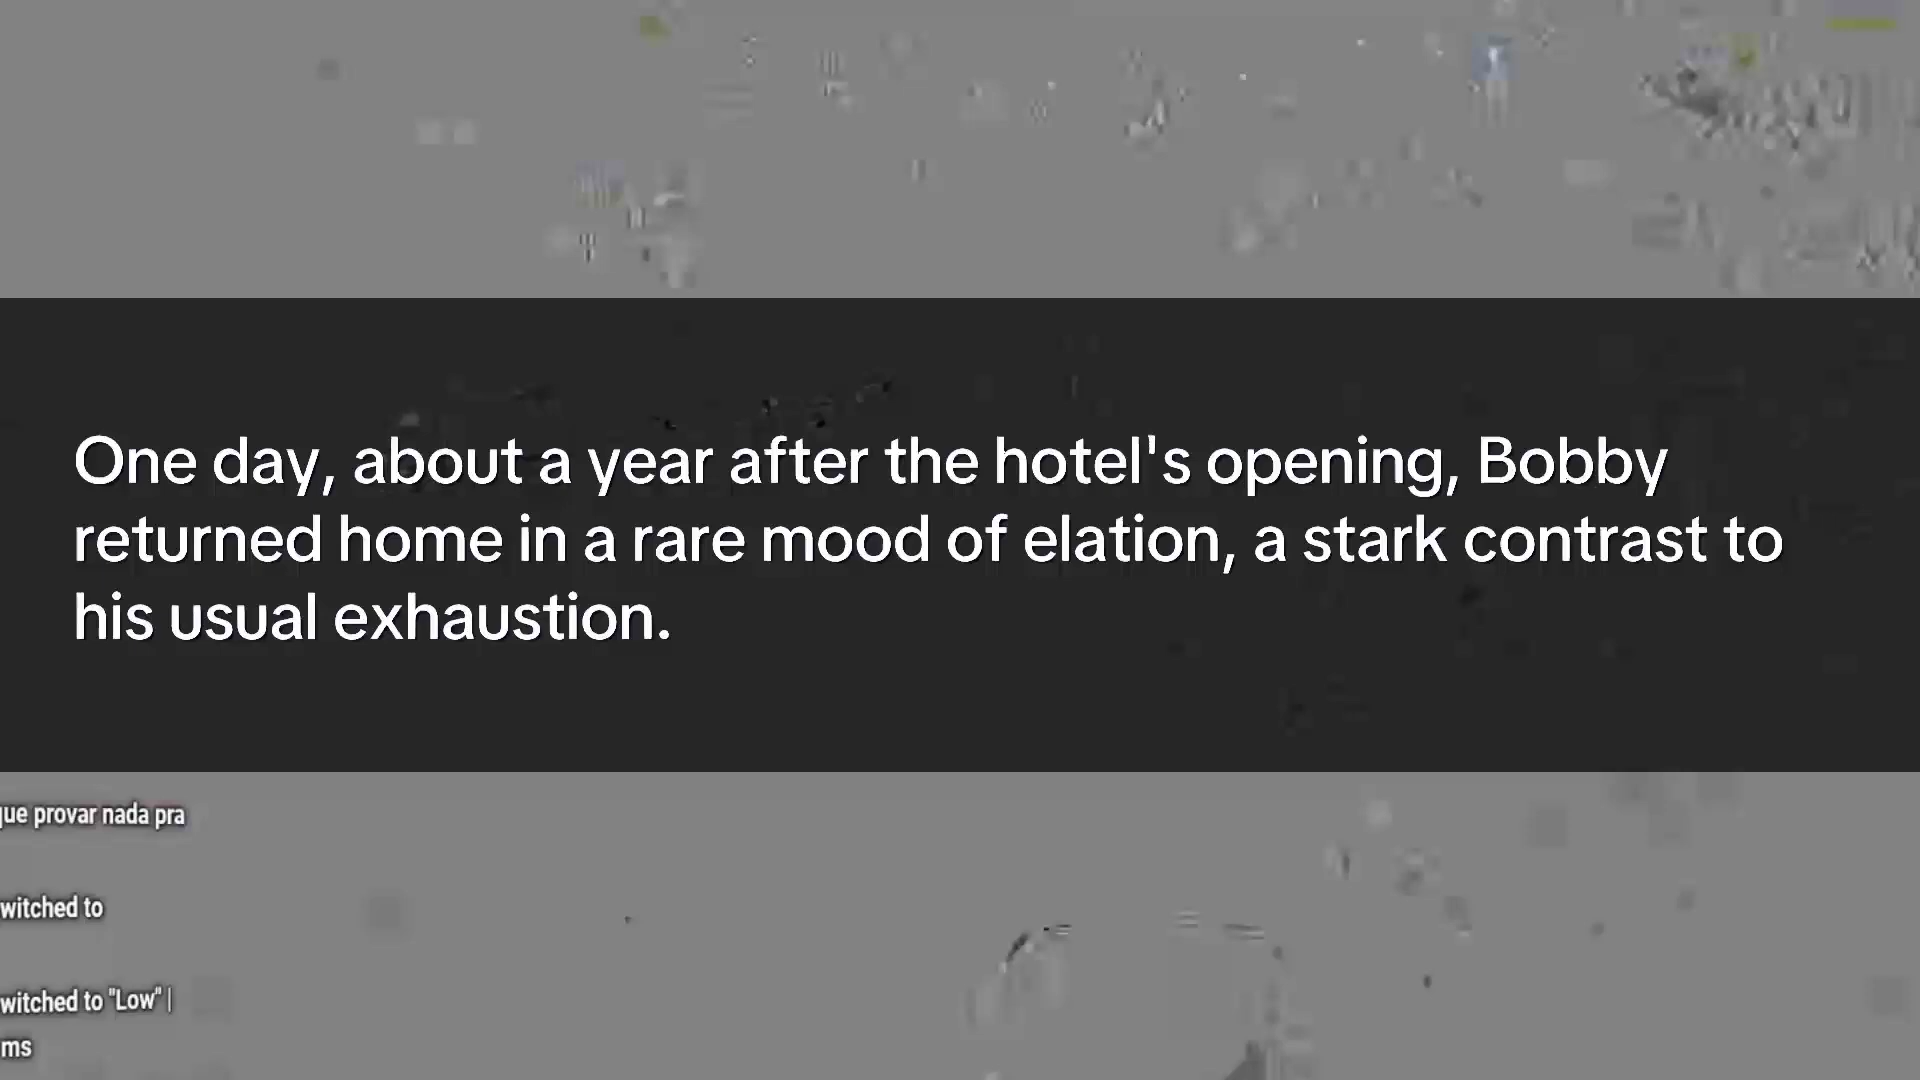 One day, about a year after the hotel's opening, Bobby
returned home in a rare mood of elation, a stark contrast to
his usual exhaustion.
que provar nada pra
witched to
witched to "Low" |
ms